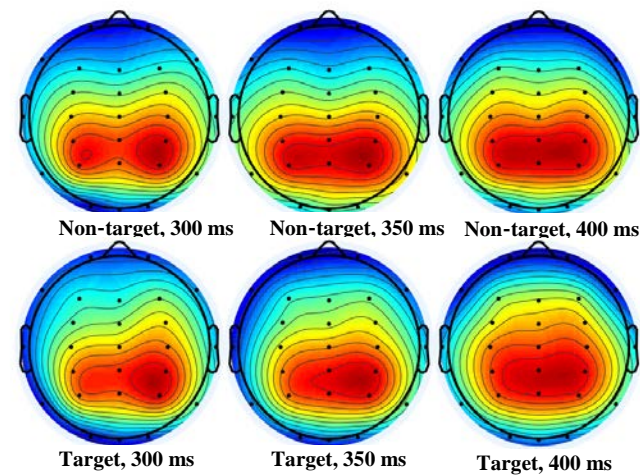 Non-target, 300 ms
Non-target, 350 ms
Non-target, 400 ms
Target, 300 ms
Target, 350 ms
Target, 400 ms